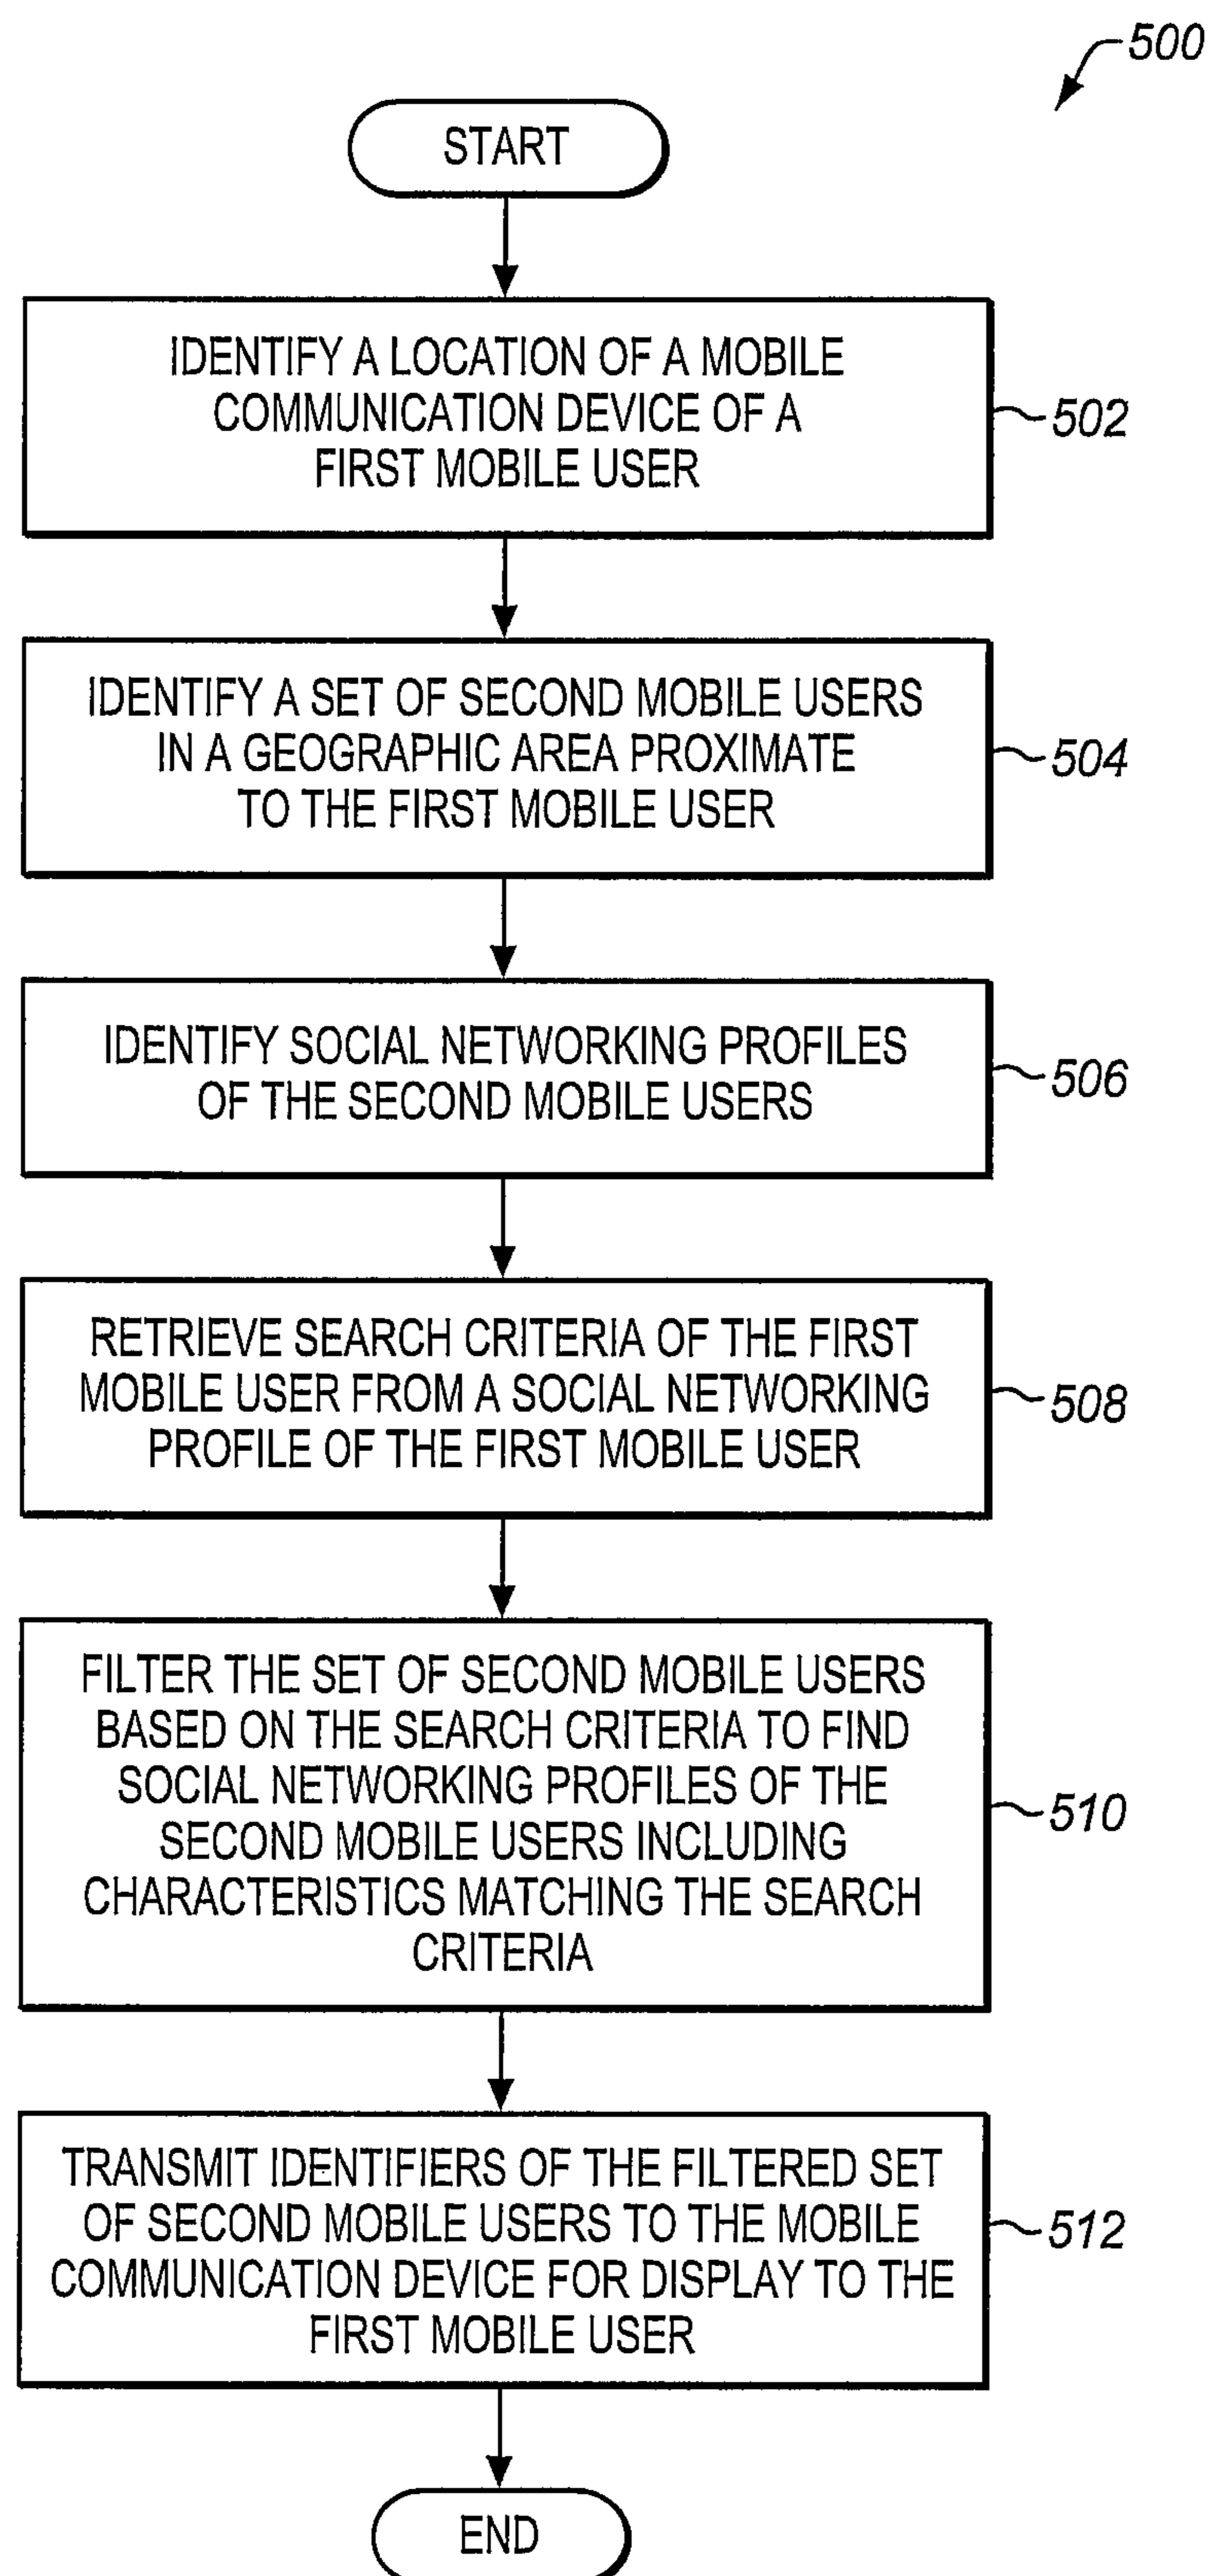 500
START
IDENTIFY A LOCATION OF A MOBILE
COMMUNICATION DEVICE OF A
FIRST MOBILE USER
502
IDENTIFY A SET OF SECOND MOBILE USERS
IN A GEOGRAPHIC AREA PROXIMATE
TO THE FIRST MOBILE USER
504
IDENTIFY SOCIAL NETWORKING PROFILES
OF THE SECOND MOBILE USERS
506
RETRIEVE SEARCH CRITERIA OF THE FIRST
MOBILE USER FROM A SOCIAL NETWORKING
PROFILE OF THE FIRST MOBILE USER
508
FILTER THE SET OF SECOND MOBILE USERS
BASED ON THE SEARCH CRITERIA TO FIND
SOCIAL NETWORKING PROFILES OF THE
SECOND MOBILE USERS INCLUDING
CHARACTERISTICS MATCHING THE SEARCH
CRITERIA
510
TRANSMIT IDENTIFIERS OF THE FILTERED SET
OF SECOND MOBILE USERS TO THE MOBILE
COMMUNICATION DEVICE FOR DISPLAY TO THE
FIRST MOBILE USER
512
END